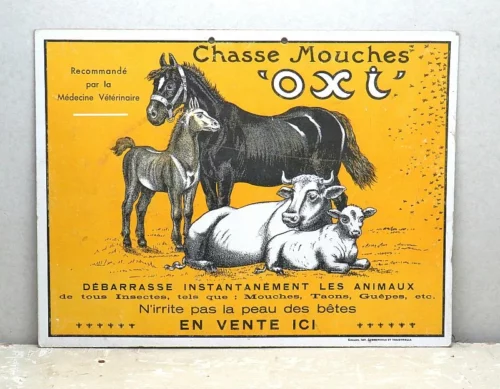 Chasse Mouches
"OXI"
Recommandé
par la
Médecine Vétérinaire
DÉBARRASSE INSTANTANÉMENT LES ANIMAUX
de tous Insectes, tels que : Mouches, Taons, Guêpes, etc.
N'irrite pas la peau des bêtes
EN VENTE ICI